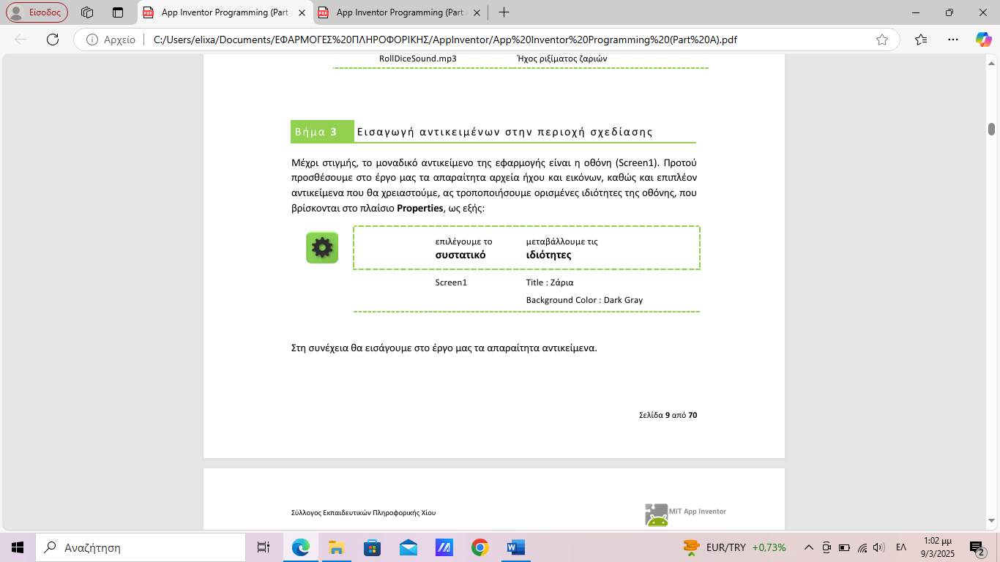 Είσοδος
App Inventor Programming (Part A
App Inventor Programming (Part
Αρχείο
C:/Users/elixa/Documents/ΕΦΑΡΜΟΓΕΣ%20ΠΛΗΡΟΦΟΡΙΚΗΣ/AppInventor/App%20Inventor%20Programming%20(Part%20A).pdf
RollDiceSound.mp3 Ήχος ριξίματος ζαριών
Βήμα 3 Εισαγωγή αντικειμένων στην περιοχή σχεδίασης
Μέχρι στιγμής, το μοναδικό αντικείμενο της εφαρμογής είναι η οθόνη (Screen1). Προτού
προσθέσουμε στο έργο μας τα απαραίτητα αρχεία ήχου και εικόνων, καθώς και επιπλέον
αντικείμενα που θα χρειαστούμε, ας τροποποιήσουμε ορισμένες ιδιότητες της οθόνης, που
βρίσκονται στο πλαίσιο Properties, ως εξής:
επιλέγουμε το μεταβάλλουμε τις
συστατικό ιδιότητες
Screen1 Title : Ζάρια
Background Color : Dark Gray
Στη συνέχεια θα εισάγουμε στο έργο μας τα απαραίτητα αντικείμενα.
Σελίδα 9 από 70
Σύλλογος Εκπαιδευτικών Πληροφορικής Χίου
MIT App Inventor
Αναζήτηση
EUR/TRY +0,73%
ΕΛ
1:02 μμ
9/3/2025
2